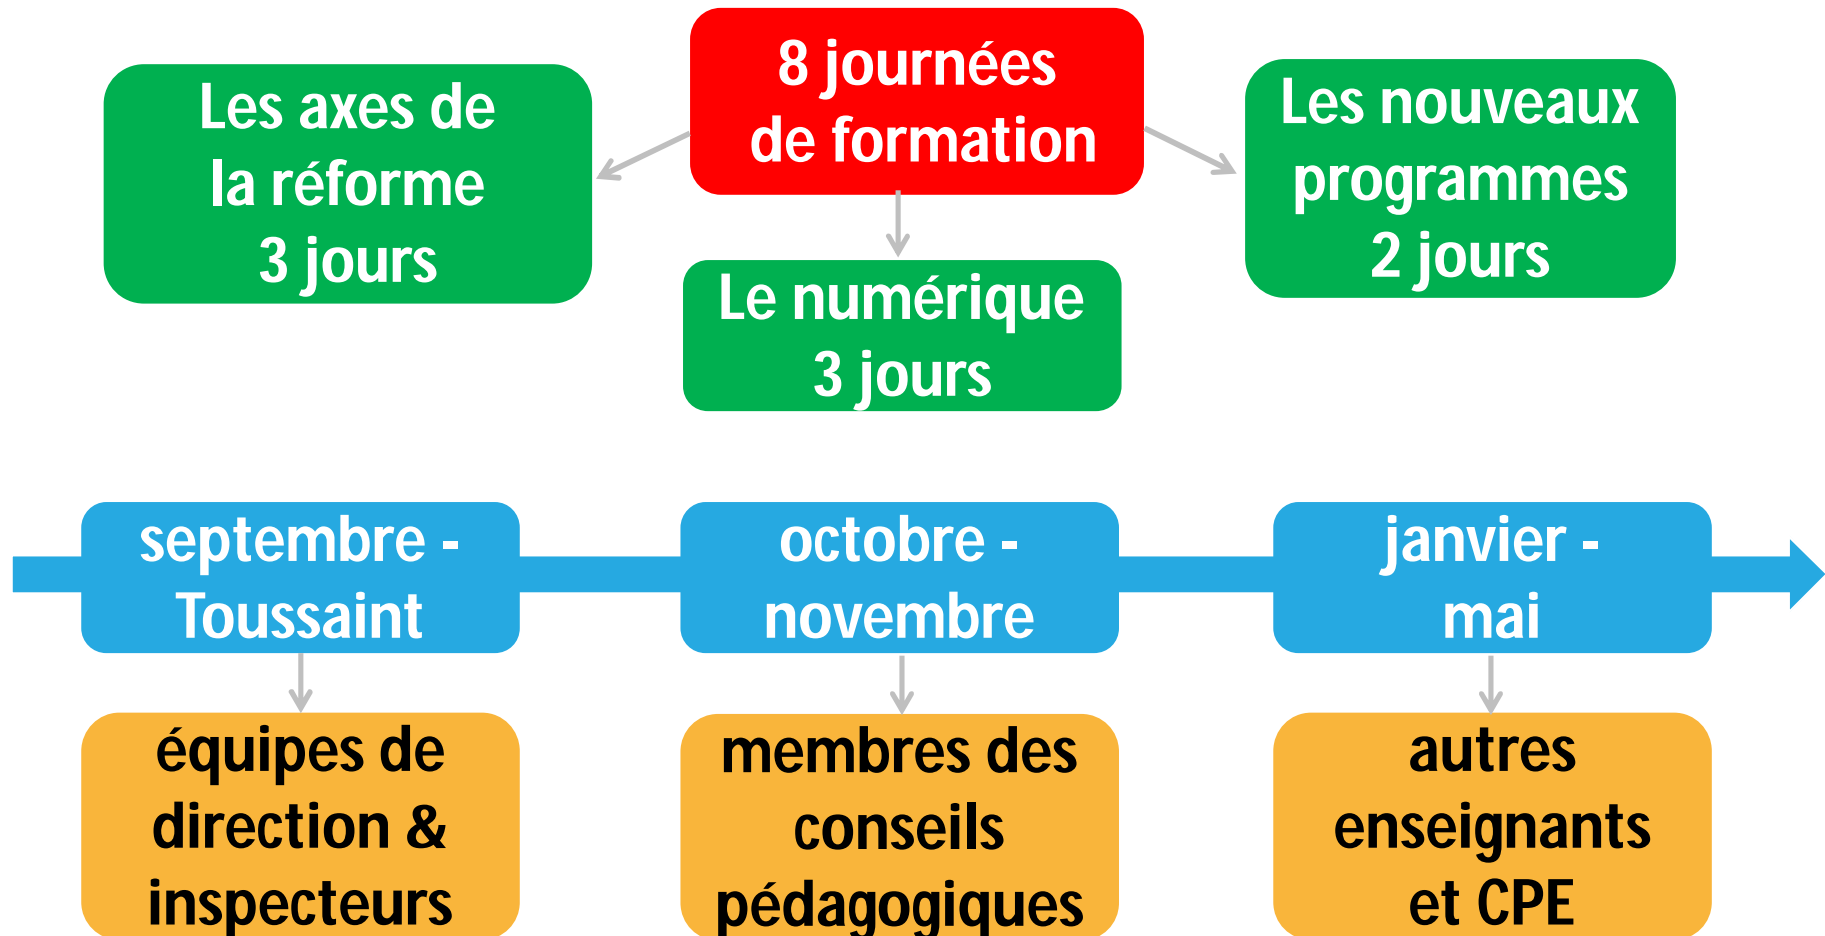 8 journées
de formation
Les axes de
la réforme
3 jours
Les nouveaux
programmes
2 jours
Le numérique
3 jours
septembre -
Toussaint
octobre -
novembre
janvier -
mai
équipes de
direction &
inspecteurs
membres des
conseils
pédagogiques
autres
enseignants
et CPE